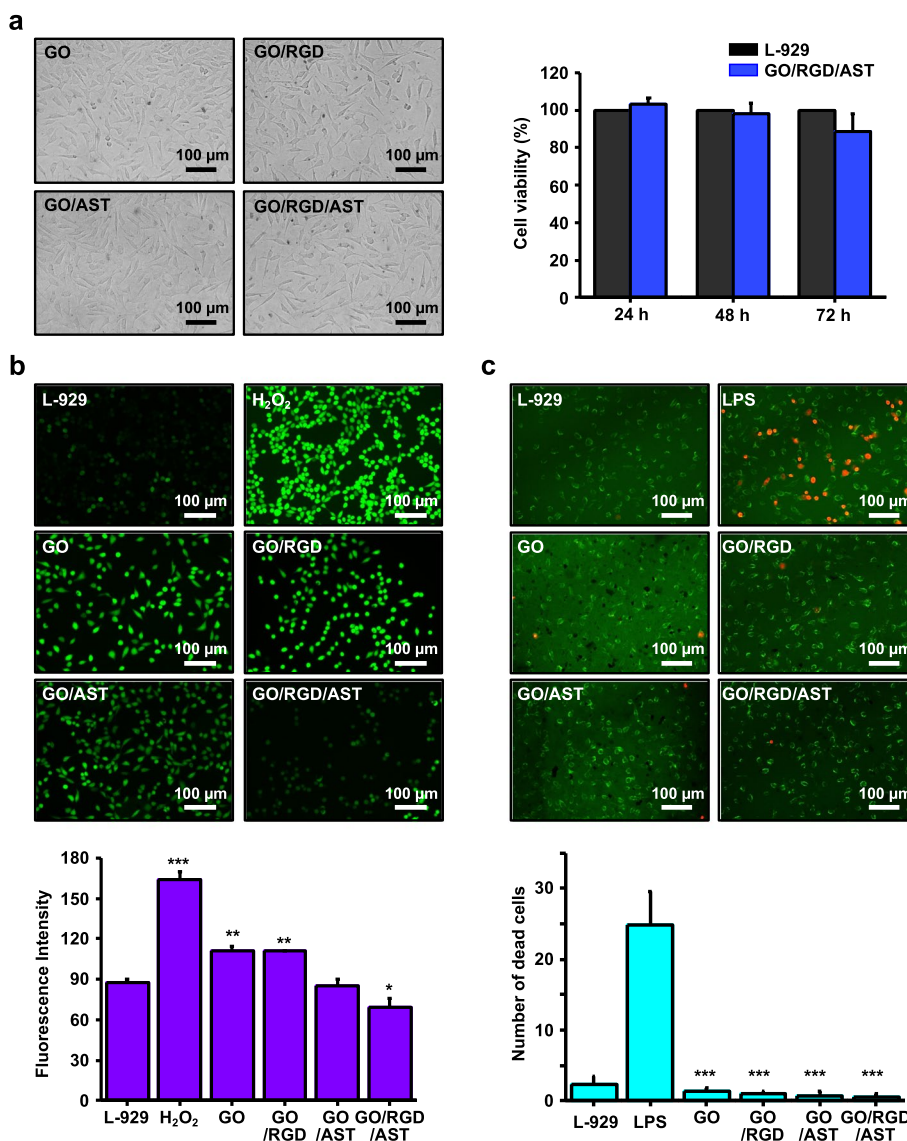 a
GO
100 µm
GO/RGD
100 µm
GO/AST
100 µm
GO/RGD/AST
100 µm
L-929
GO/RGD/AST
Cell viability (%)
120
100
80
60
40
20
0
24 h
48 h
72 h
b
L-929
100 µm
H₂O₂
100 µm
GO
100 µm
GO/RGD
100 µm
GO/AST
100 µm
GO/RGD/AST
100 µm
Fluorescence Intensity
180
150
120
90
60
30
0
***
**
**
*
L-929
H₂O₂
GO
GO
/RGD
GO
/AST
GO/RGD
/AST
c
L-929
100 µm
LPS
100 µm
GO
100 µm
GO/RGD
100 µm
GO/AST
100 µm
GO/RGD/AST
100 µm
Number of dead cells
30
20
10
0
***
***
***
***
L-929
LPS
GO
GO
/RGD
GO
/AST
GO/RGD
/AST